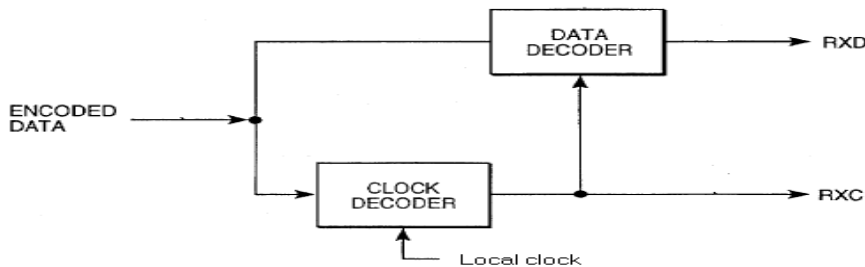 DATA
DECODER
RXD
ENCODED
DATA
CLOCK
DECODER
RXC
Local clock